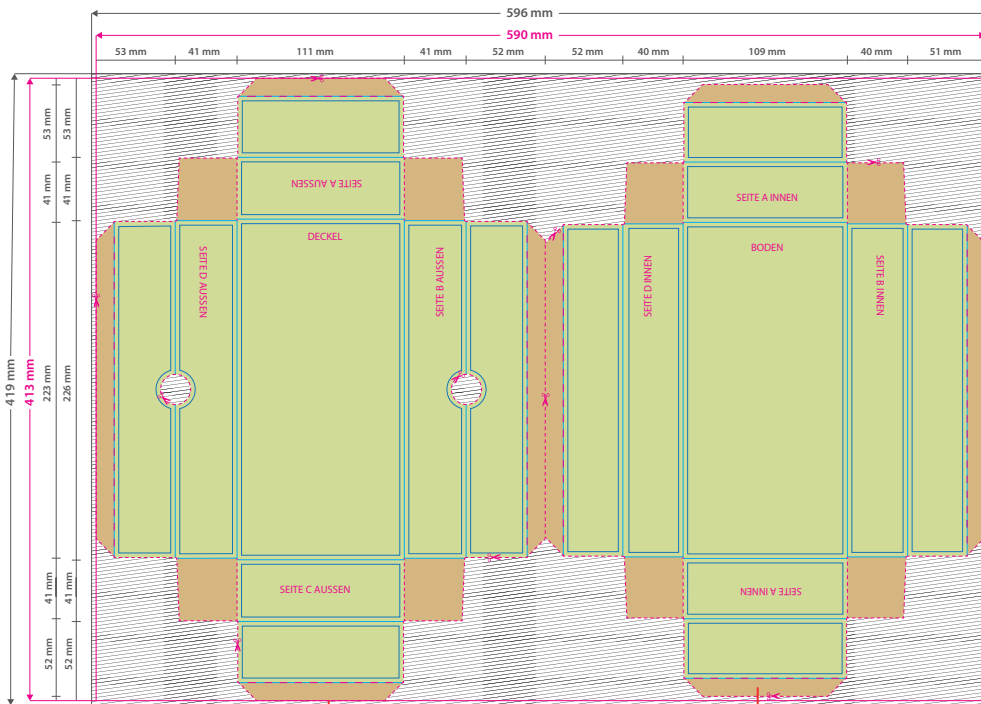 596 mm
590 mm
53 mm 41 mm 111 mm 41 mm 52 mm 52 mm 40 mm 109 mm 40 mm 51 mm
419 mm
413 mm
53 mm
53 mm
41 mm
41 mm
223 mm
226 mm
41 mm
41 mm
52 mm
52 mm
SEITE A AUSSEN
DECKEL
SEITE D AUSSEN
SEITE B AUSSEN
SEITE C AUSSEN
SEITE A INNEN
BODEN
SEITE D INNEN
SEITE B INNEN
SEITE A INNEN